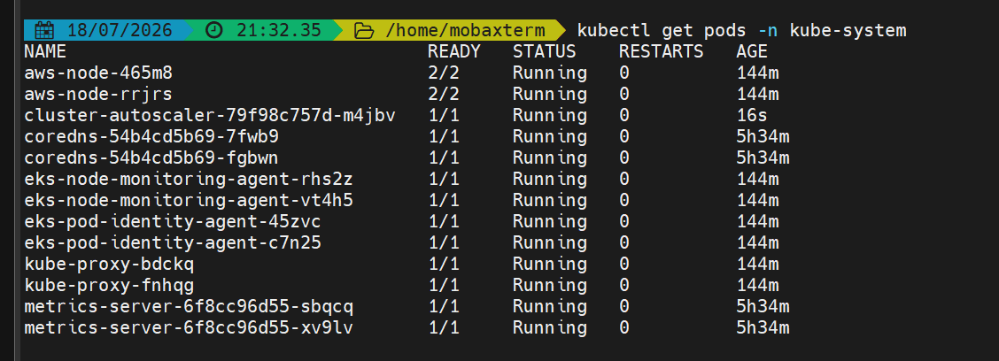 18/07/2026 21:32.35 /home/mobaxterm kubectl get pods -n kube-system
NAME READY STATUS RESTARTS AGE
aws-node-465m8 2/2 Running 0 144m
aws-node-rrjrs 2/2 Running 0 144m
cluster-autoscaler-79f98c757d-m4jbv 1/1 Running 0 16s
coredns-54b4cd5b69-7fwb9 1/1 Running 0 5h34m
coredns-54b4cd5b69-fgbwn 1/1 Running 0 5h34m
eks-node-monitoring-agent-rhs2z 1/1 Running 0 144m
eks-node-monitoring-agent-vt4h5 1/1 Running 0 144m
eks-pod-identity-agent-45zvc 1/1 Running 0 144m
eks-pod-identity-agent-c7n25 1/1 Running 0 144m
kube-proxy-bdckq 1/1 Running 0 144m
kube-proxy-fnhqg 1/1 Running 0 144m
metrics-server-6f8cc96d55-sbqcq 1/1 Running 0 5h34m
metrics-server-6f8cc96d55-xv9lv 1/1 Running 0 5h34m